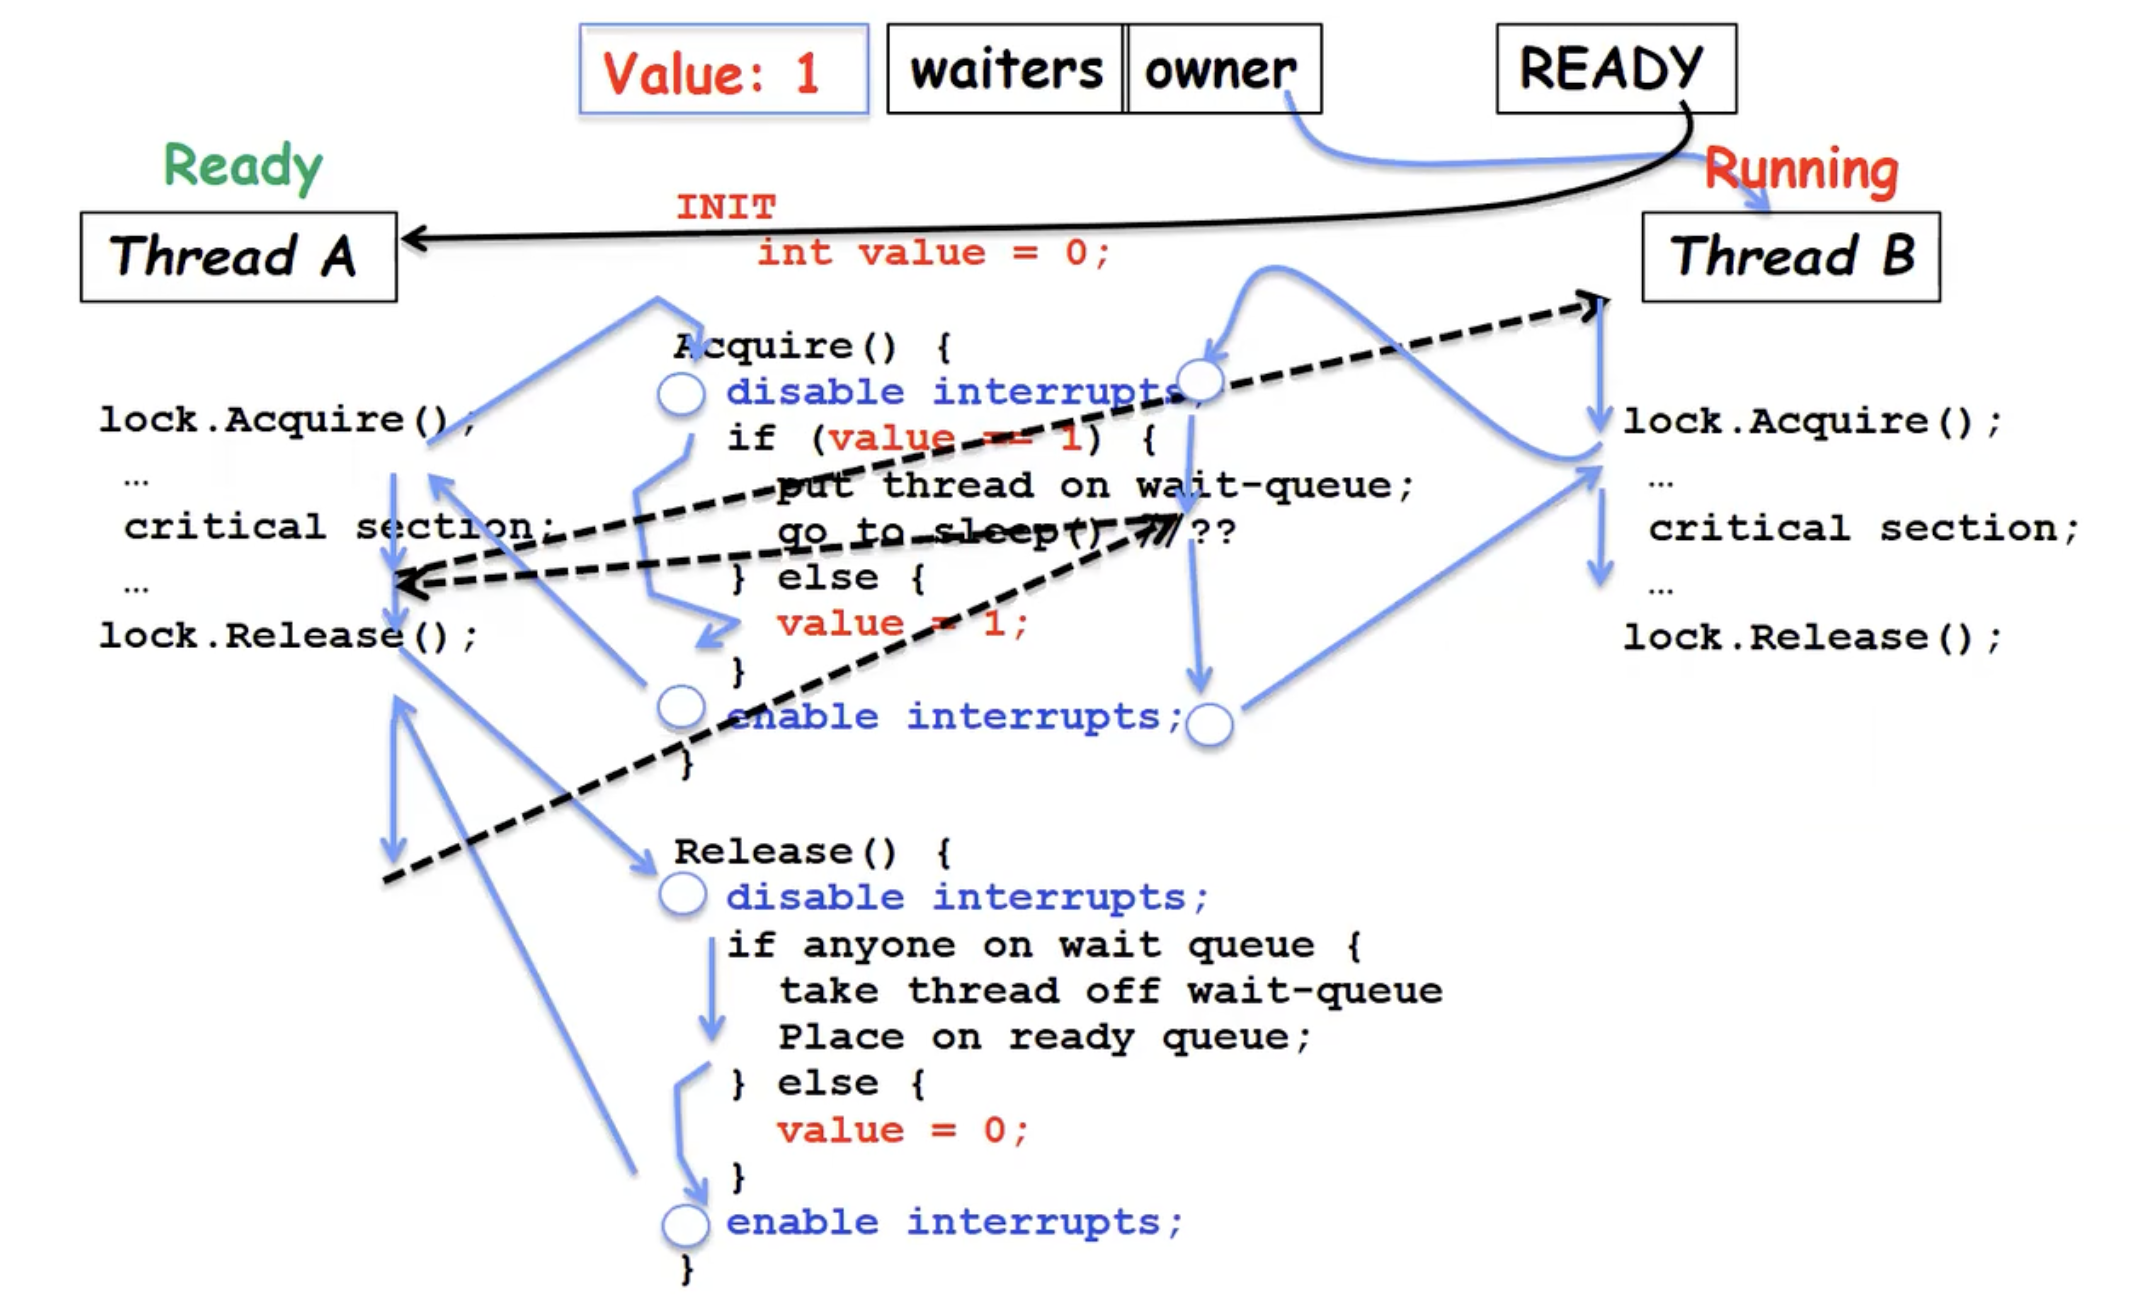 Value: 1 waiters owner READY
Ready
Running
INIT
int value = 0;
Thread A
Thread B
Acquire() {
disable interrupts;
if (value == 1) {
put thread on wait-queue;
go to sleep() //??
} else {
value = 1;
}
enable interrupts;
}
lock.Acquire();
…
critical section;
…
lock.Release();
lock.Acquire();
…
critical section;
…
lock.Release();
Release() {
disable interrupts;
if anyone on wait queue {
take thread off wait-queue
Place on ready queue;
} else {
value = 0;
}
enable interrupts;
}